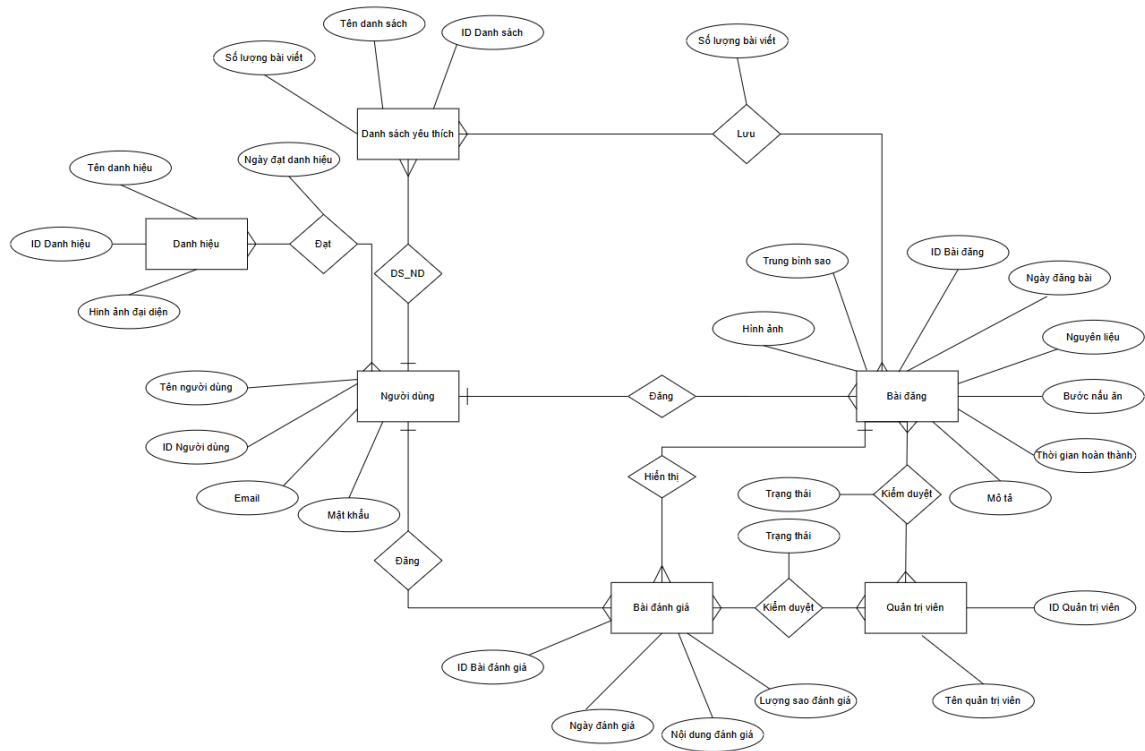 Tên danh sách
ID Danh sách
Số lượng bài viết
Số lượng bài viết
Danh sách yêu thích
Lưu
Ngày đạt danh hiệu
Tên danh hiệu
ID Danh hiệu
Danh hiệu
Đạt
DS_ND
Hình ảnh đại diện
Trung bình sao
ID Bài đăng
Ngày đăng bài
Hình ảnh
Nguyên liệu
Tên người dùng
Người dùng
Đăng
Bài đăng
Bước nấu ăn
ID Người dùng
Thời gian hoàn thành
Hiển thị
Email
Mật khẩu
Trạng thái
Kiểm duyệt
Mô tả
Trạng thái
Đăng
Bài đánh giá
Kiểm duyệt
Quản trị viên
ID Quản trị viên
ID Bài đánh giá
Lượng sao đánh giá
Tên quản trị viên
Ngày đánh giá
Nội dung đánh giá